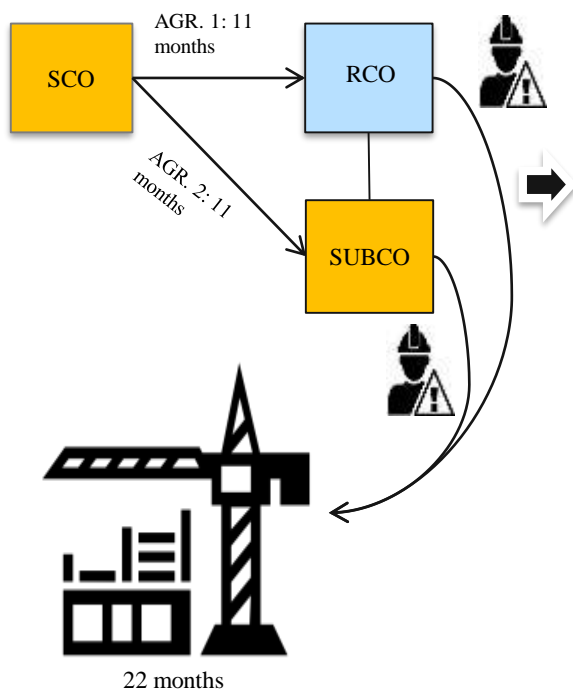 AGR. 1: 11
months
SCO
RCO
AGR. 2: 11
months
SUBCO
22 months